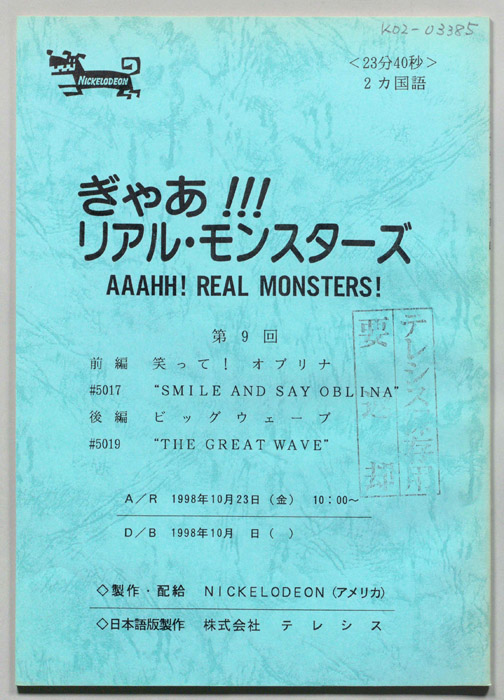 K02-03385
NICKELODEON
＜23分40秒＞
2カ国語
ぎゃあ!!!
リアル・モンスターズ
AAAHH! REAL MONSTERS!
第9回
前編 笑って! オブリナ
#5017 "SMILE AND SAY OBLINA"
後編 ビッグウェーブ
#5019 "THE GREAT WAVE"
テレシス保存用
要 却
A/R 1998年10月23日(金) 10:00～
D/B 1998年10月 日( )
◇製作・配給 NICKELODEON(アメリカ)
◇日本語版製作 株式会社 テレシス